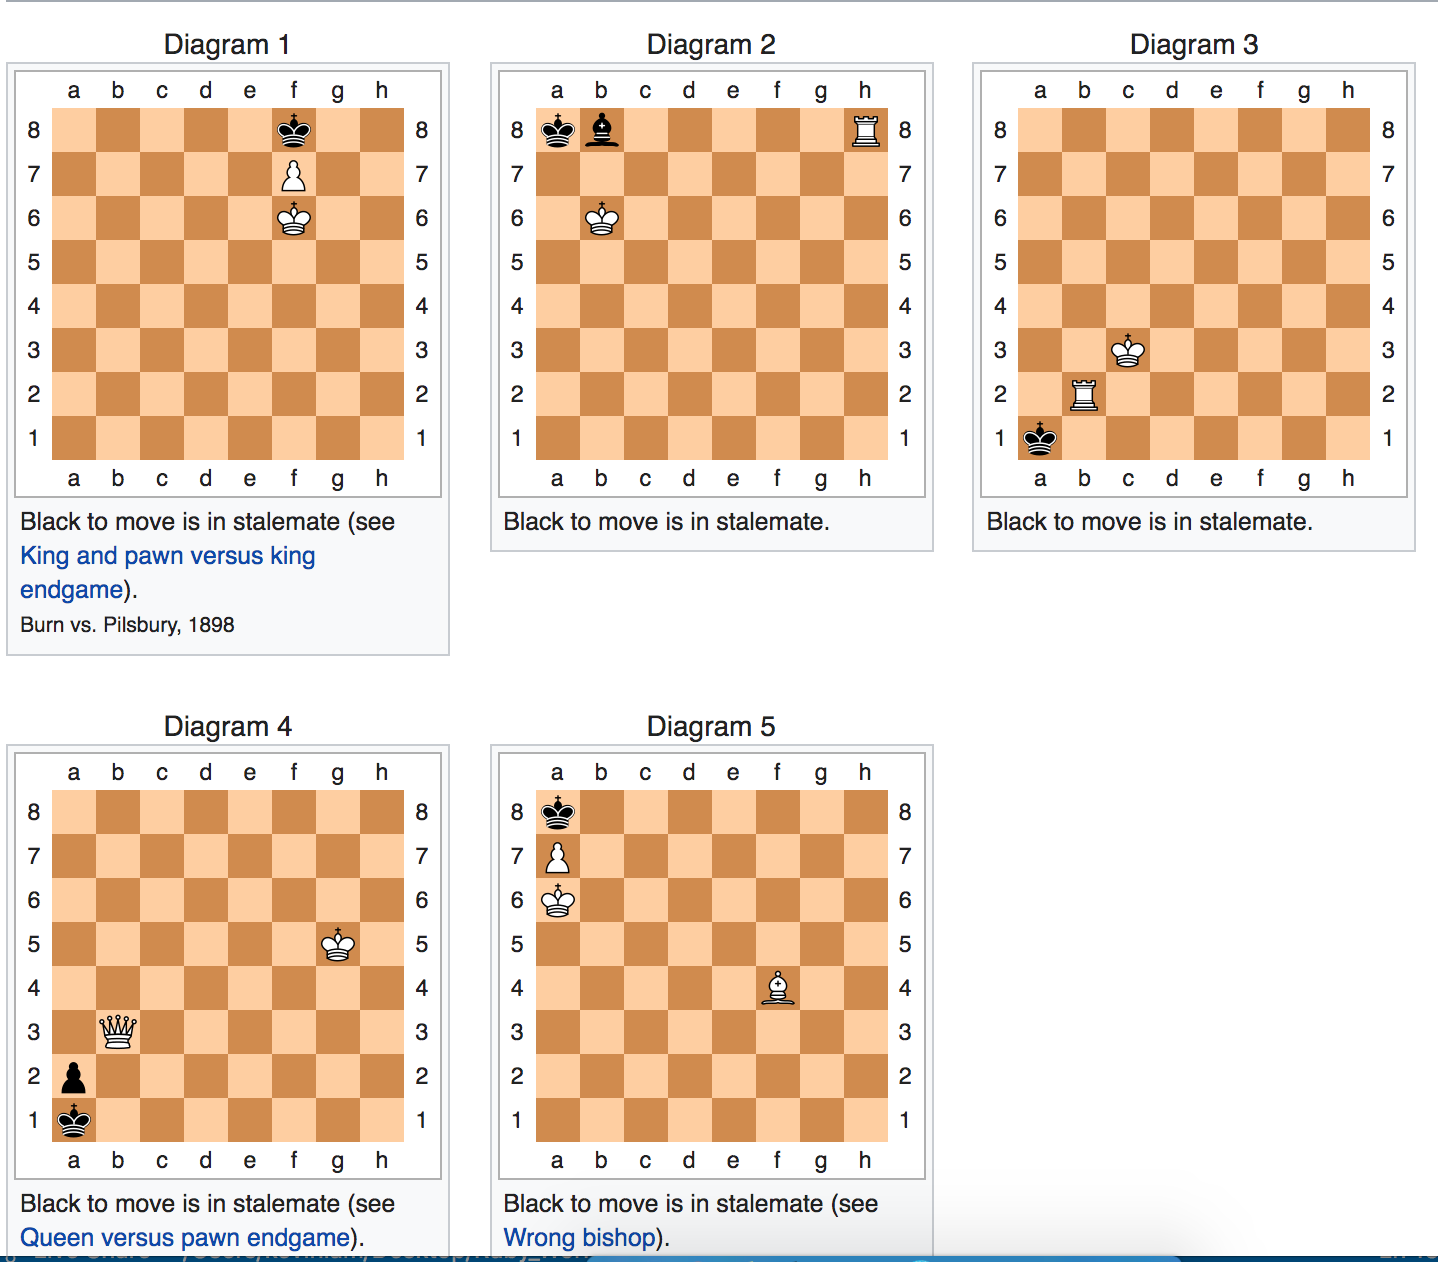 Diagram 1
a b c d e f g h
8 8
7 7
6 6
5 5
4 4
3 3
2 2
1 1
a b c d e f g h
Black to move is in stalemate (see
King and pawn versus king
endgame).
Burn vs. Pilsbury, 1898
Diagram 2
a b c d e f g h
8 8
7 7
6 6
5 5
4 4
3 3
2 2
1 1
a b c d e f g h
Black to move is in stalemate.
Diagram 3
a b c d e f g h
8 8
7 7
6 6
5 5
4 4
3 3
2 2
1 1
a b c d e f g h
Black to move is in stalemate.
Diagram 4
a b c d e f g h
8 8
7 7
6 6
5 5
4 4
3 3
2 2
1 1
a b c d e f g h
Black to move is in stalemate (see
Queen versus pawn endgame).
Diagram 5
a b c d e f g h
8 8
7 7
6 6
5 5
4 4
3 3
2 2
1 1
a b c d e f g h
Black to move is in stalemate (see
Wrong bishop).